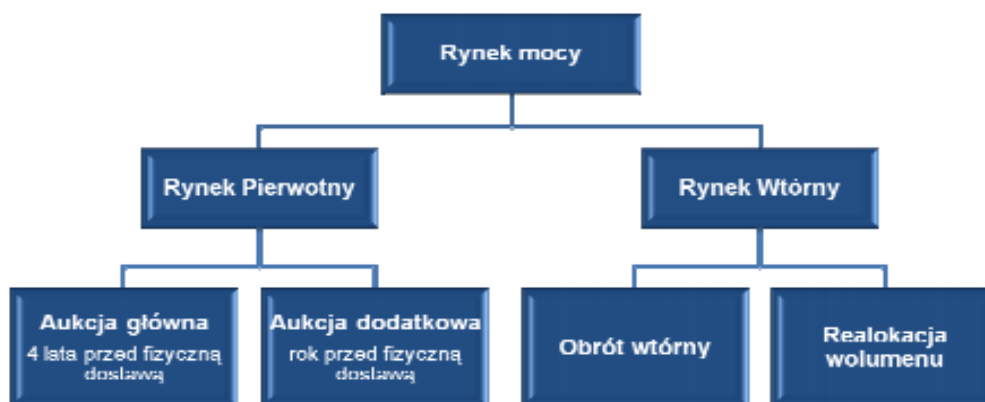 Rynek mocy
Rynek Pierwotny
Rynek Wtórny
Aukcja główna
4 lata przed fizyczną
dostawą
Aukcja dodatkowa
rok przed fizyczną
dostawą
Obrót wtórny
Realokacja
wolumenu